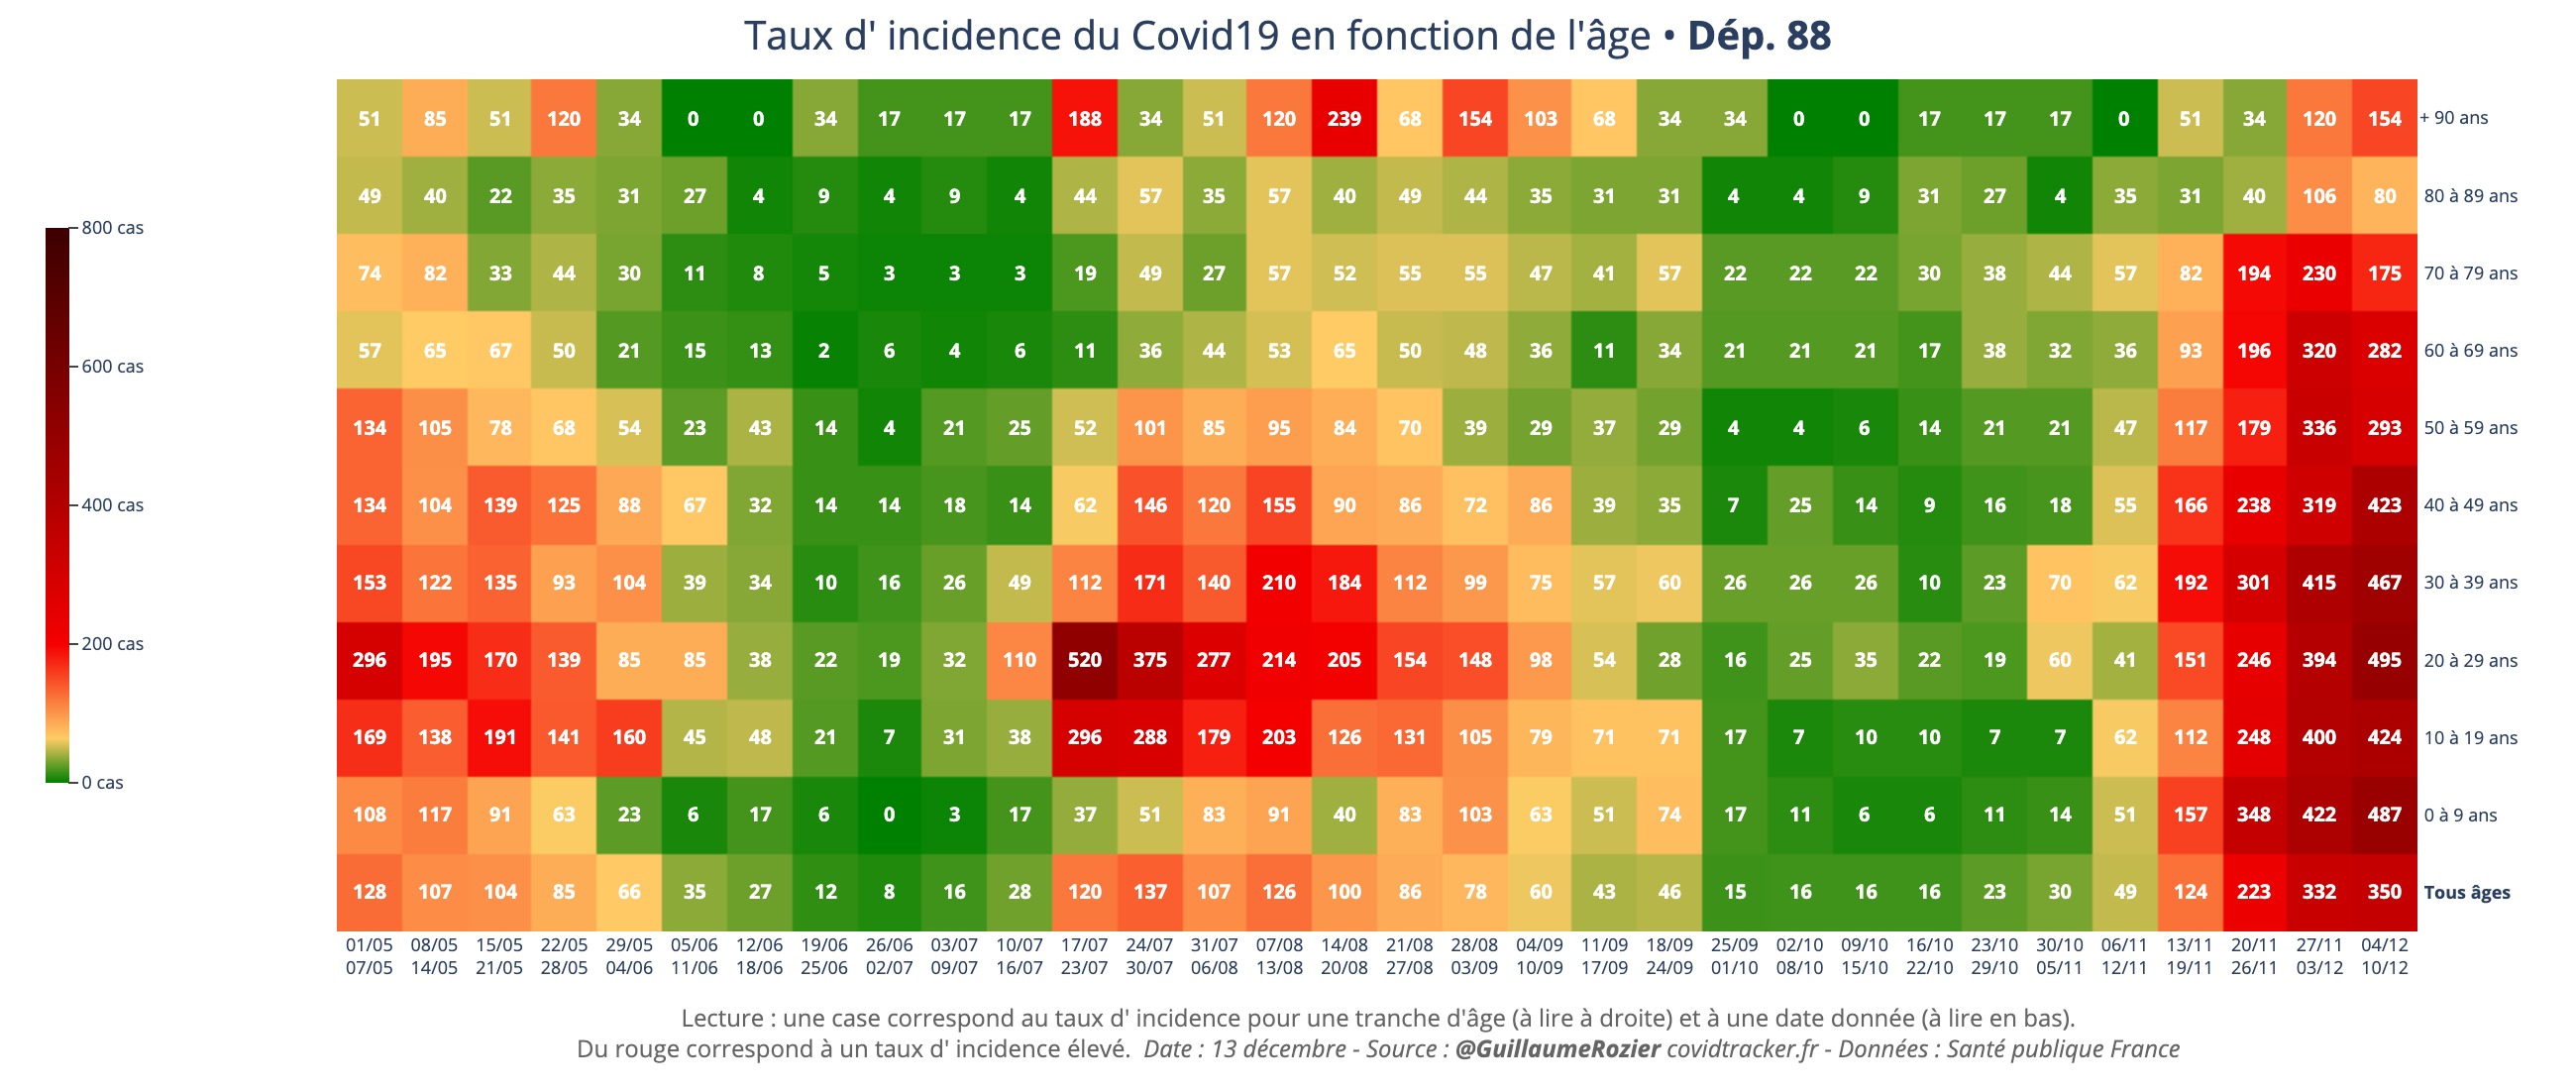 Taux d' incidence du Covid19 en fonction de l'âge • Dép. 88
51 85 51 120 34 0 0 34 17 17 17 188 34 51 120 239 68 154 103 68 34 34 0 0 17 17 17 0 51 34 120 154 + 90 ans
49 40 22 35 31 27 4 9 4 9 4 44 57 35 57 40 49 44 35 31 31 4 4 9 31 27 4 35 31 40 106 80 80 à 89 ans
74 82 33 44 30 11 8 5 3 3 3 19 49 27 57 52 55 55 47 41 57 22 22 22 30 38 44 57 82 194 230 175 70 à 79 ans
57 65 67 50 21 15 13 2 6 4 6 11 36 44 53 65 50 48 36 11 34 21 21 21 17 38 32 36 93 196 320 282 60 à 69 ans
134 105 78 68 54 23 43 14 4 21 25 52 101 85 95 84 70 39 29 37 29 4 4 6 14 21 21 47 117 179 336 293 50 à 59 ans
134 104 139 125 88 67 32 14 14 18 14 62 146 120 155 90 86 72 86 39 35 7 25 14 9 16 18 55 166 238 319 423 40 à 49 ans
153 122 135 93 104 39 34 10 16 26 49 112 171 140 210 184 112 99 75 57 60 26 26 26 10 23 70 62 192 301 415 467 30 à 39 ans
296 195 170 139 85 85 38 22 19 32 110 520 375 277 214 205 154 148 98 54 28 16 25 35 22 19 60 41 151 246 394 495 20 à 29 ans
169 138 191 141 160 45 48 21 7 31 38 296 288 179 203 126 131 105 79 71 71 17 7 10 10 7 7 62 112 248 400 424 10 à 19 ans
108 117 91 63 23 6 17 6 0 3 17 37 51 83 91 40 83 103 63 51 74 17 11 6 6 11 14 51 157 348 422 487 0 à 9 ans
128 107 104 85 66 35 27 12 8 16 28 120 137 107 126 100 86 78 60 43 46 15 16 16 16 23 30 49 124 223 332 350 Tous âges
01/05 08/05 15/05 22/05 29/05 05/06 12/06 19/06 26/06 03/07 10/07 17/07 24/07 31/07 07/08 14/08 21/08 28/08 04/09 11/09 18/09 25/09 02/10 09/10 16/10 23/10 30/10 06/11 13/11 20/11 27/11 04/12
07/05 14/05 21/05 28/05 04/06 11/06 18/06 25/06 02/07 09/07 16/07 23/07 30/07 06/08 13/08 20/08 27/08 03/09 10/09 17/09 24/09 01/10 08/10 15/10 22/10 29/10 05/11 12/11 19/11 26/11 03/12 10/12
800 cas
600 cas
400 cas
200 cas
0 cas
Lecture : une case correspond au taux d' incidence pour une tranche d'âge (à lire à droite) et à une date donnée (à lire en bas).
Du rouge correspond à un taux d' incidence élevé. Date : 13 décembre - Source : @GuillaumeRozier covidtracker.fr - Données : Santé publique France